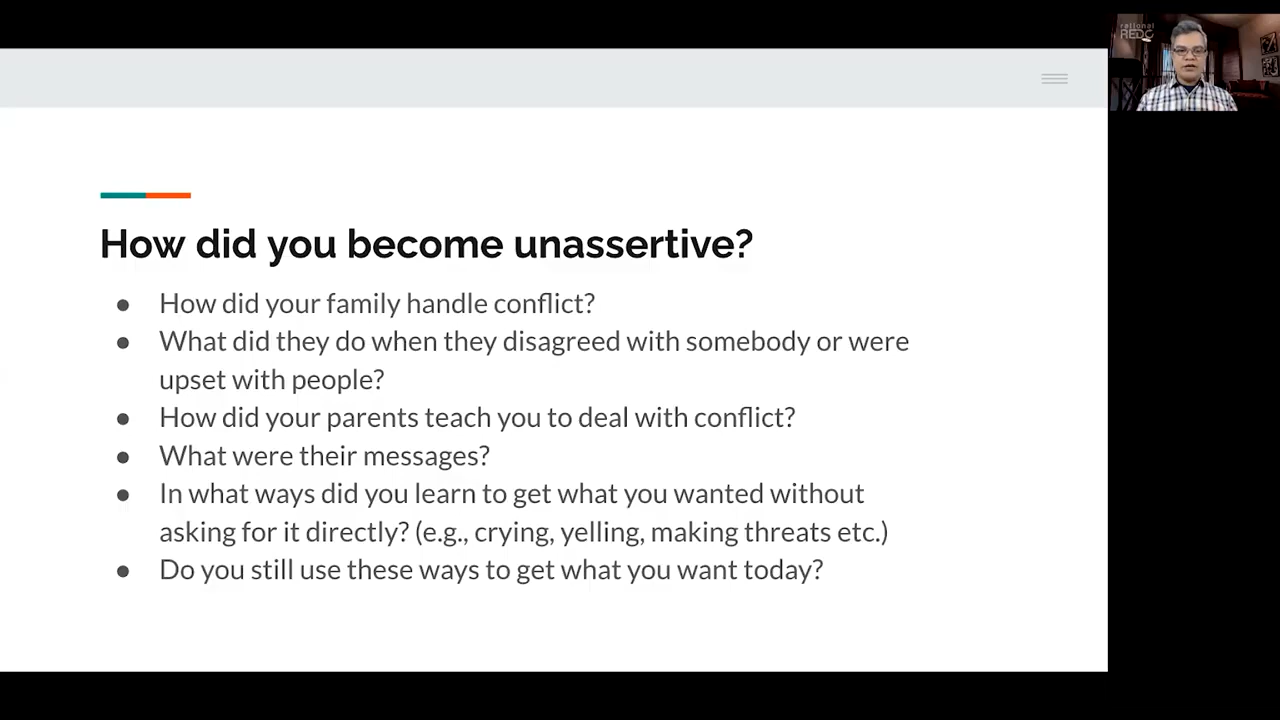 rational
REDO
How did you become unassertive?
● How did your family handle conflict?
● What did they do when they disagreed with somebody or were
upset with people?
● How did your parents teach you to deal with conflict?
● What were their messages?
● In what ways did you learn to get what you wanted without
asking for it directly? (e.g., crying, yelling, making threats etc.)
● Do you still use these ways to get what you want today?